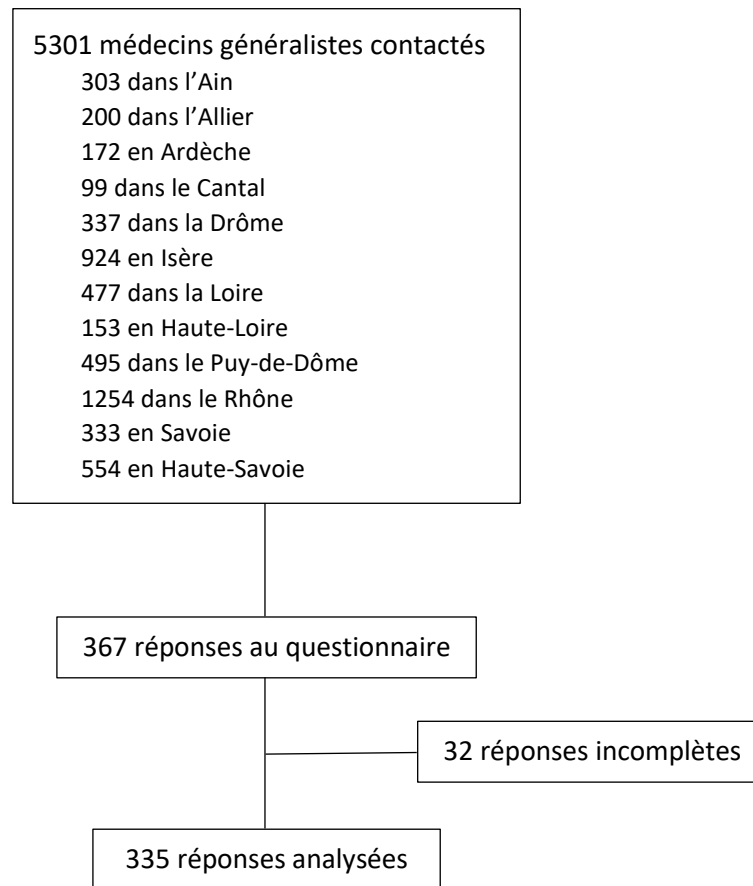 5301 médecins généralistes contactés
303 dans l’Ain
200 dans l’Allier
172 en Ardèche
99 dans le Cantal
337 dans la Drôme
924 en Isère
477 dans la Loire
153 en Haute-Loire
495 dans le Puy-de-Dôme
1254 dans le Rhône
333 en Savoie
554 en Haute-Savoie
367 réponses au questionnaire
32 réponses incomplètes
335 réponses analysées